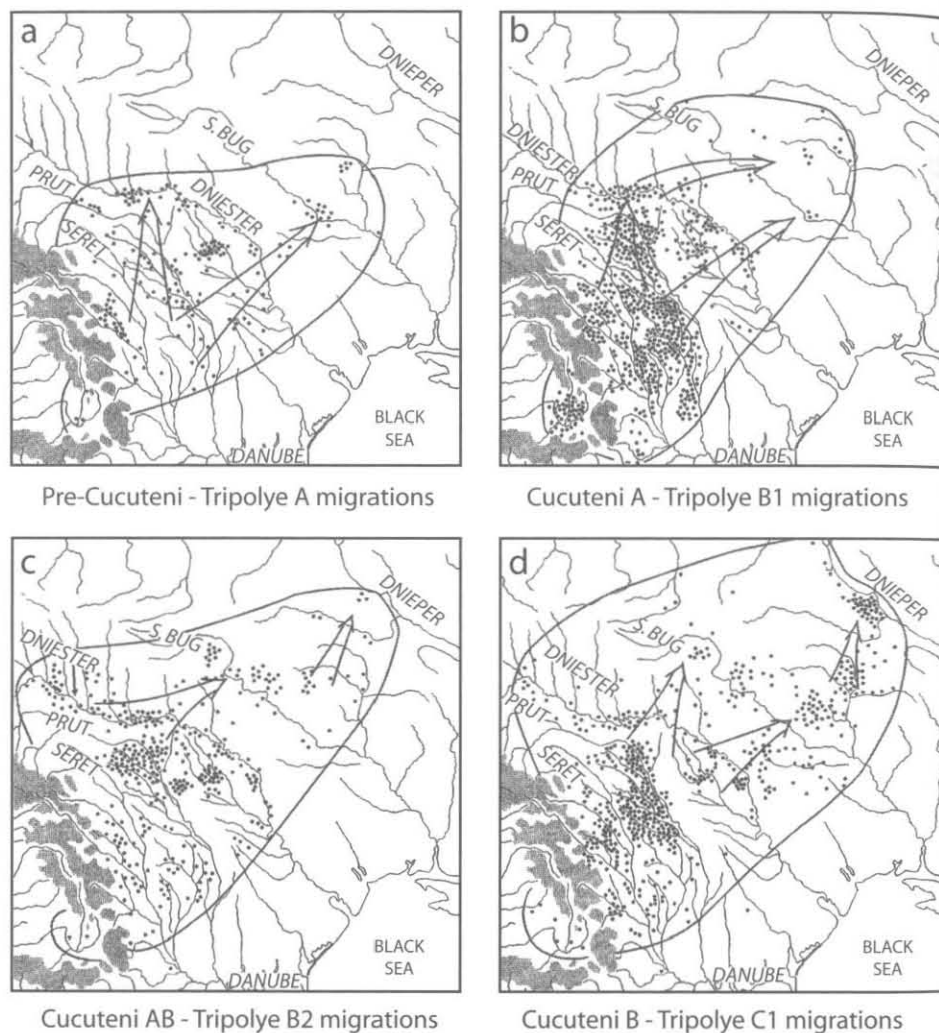 a
DNIEPER
S. BUG
DNIESTER
PRUT
SERET
BLACK
SEA
DANUBE
Pre-Cucuteni - Tripolye A migrations
b
DNIEPER
S. BUG
DNIESTER
PRUT
SERET
BLACK
SEA
DANUBE
Cucuteni A - Tripolye B1 migrations
c
DNIEPER
S. BUG
DNIESTER
PRUT
SERET
BLACK
SEA
DANUBE
Cucuteni AB - Tripolye B2 migrations
d
DNIEPER
S. BUG
DNIESTER
PRUT
SERET
BLACK
SEA
DANUBE
Cucuteni B - Tripolye C1 migrations